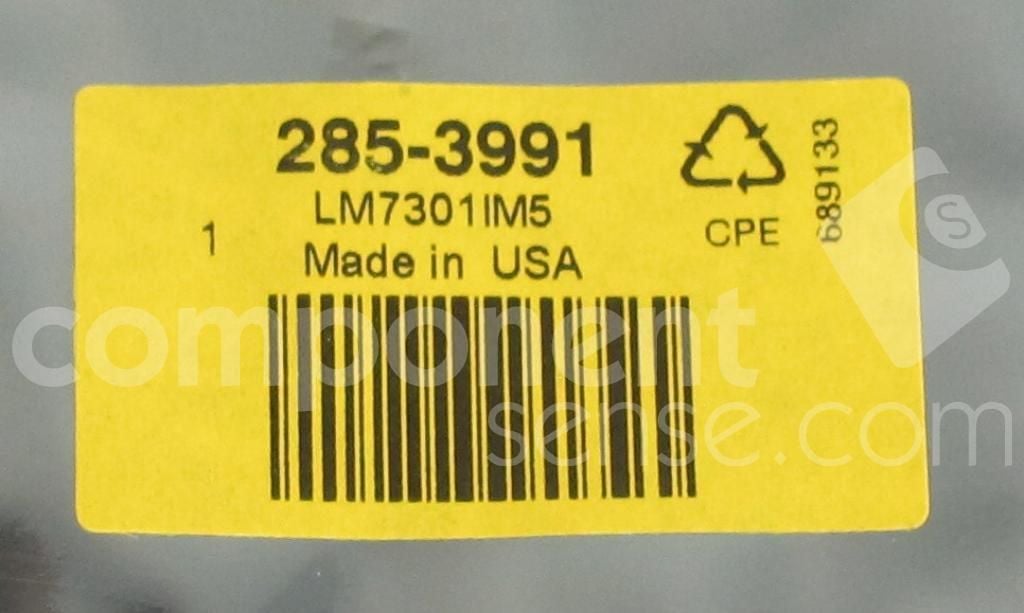 285-3991
LM7301IM5
1
Made in USA
CPE
689133
component
sense.com
s